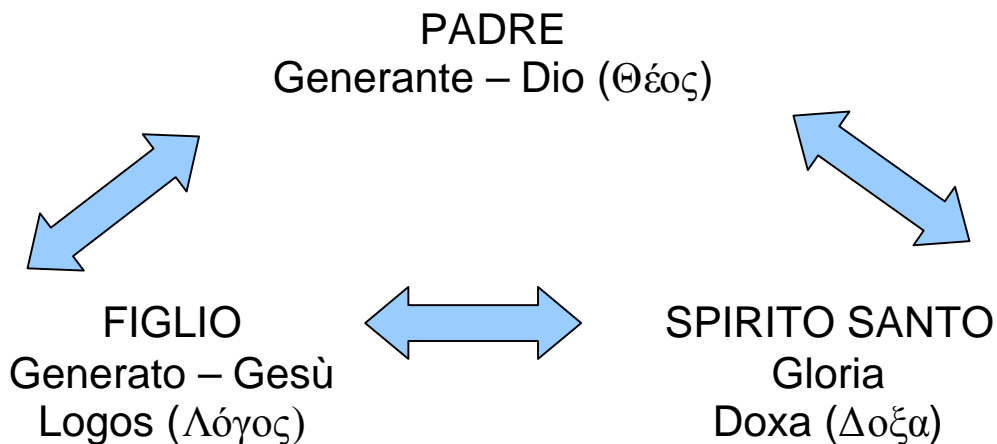 PADRE
Generante – Dio (Θέος)
FIGLIO
Generato – Gesù
Logos (Λόγος)
SPIRITO SANTO
Gloria
Doxa (Δοξα)